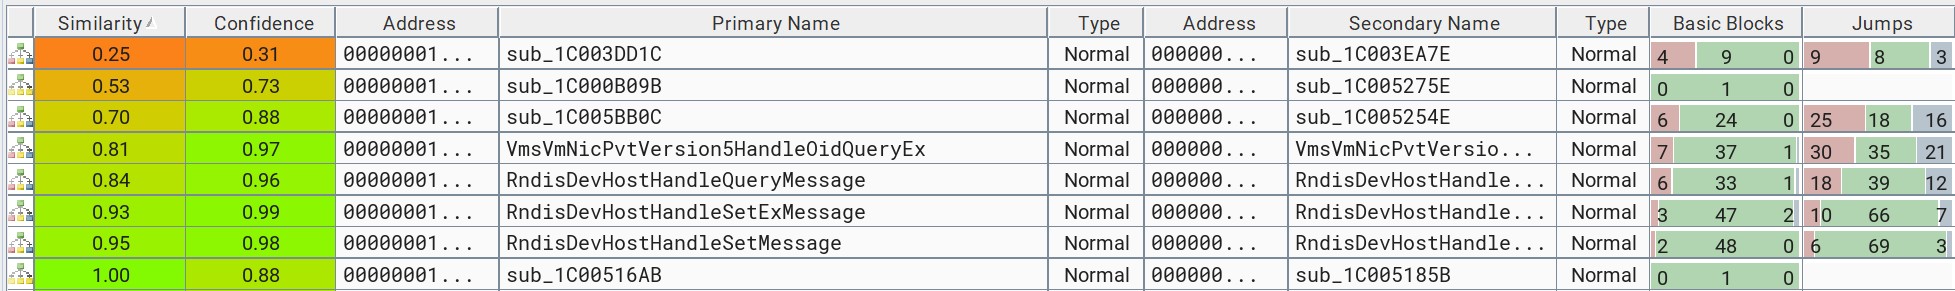 Similarity Confidence Address Primary Name Type Address Secondary Name Type Basic Blocks Jumps
0.25 0.31 00000001... sub_1C003DD1C Normal 000000... sub_1C003EA7E Normal 4 9 0 9 8 3
0.53 0.73 00000001... sub_1C000B09B Normal 000000... sub_1C005275E Normal 0 1 0
0.70 0.88 00000001... sub_1C005BB0C Normal 000000... sub_1C005254E Normal 6 24 0 25 18 16
0.81 0.97 00000001... VmsVmNicPvtVersion5HandleOidQueryEx Normal 000000... VmsVmNicPvtVersio... Normal 7 37 1 30 35 21
0.84 0.96 00000001... RndisDevHostHandleQueryMessage Normal 000000... RndisDevHostHandle... Normal 6 33 1 18 39 12
0.93 0.99 00000001... RndisDevHostHandleSetExMessage Normal 000000... RndisDevHostHandle... Normal 3 47 2 10 66 7
0.95 0.98 00000001... RndisDevHostHandleSetMessage Normal 000000... RndisDevHostHandle... Normal 2 48 0 6 69 3
1.00 0.88 00000001... sub_1C00516AB Normal 000000... sub_1C005185B Normal 0 1 0